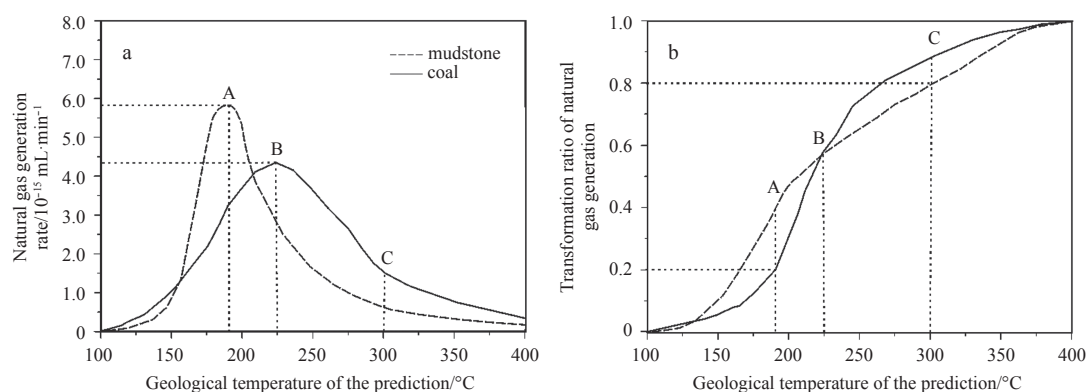 8.0
7.0
6.0
5.0
4.0
3.0
2.0
1.0
0
Natural gas generation
rate/10⁻¹⁵ mL·min⁻¹
a
mudstone
coal
A
B
C
100 150 200 250 300 350 400
Geological temperature of the prediction/°C
1.0
0.8
0.6
0.4
0.2
0
Transformation ratio of natural
gas generation
b
C
B
A
100 150 200 250 300 350 400
Geological temperature of the prediction/°C